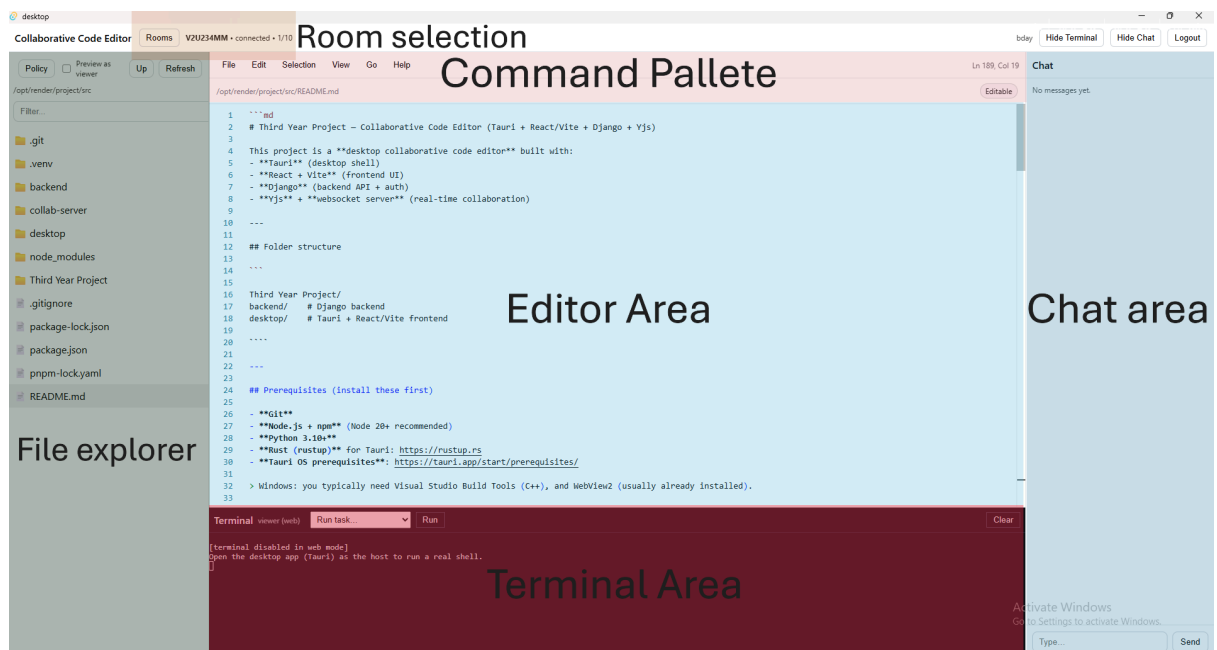 desktop
Collaborative Code Editor Rooms V2U234MM • connected • 1/10 Room selection bday Hide Terminal Hide Chat Logout
Policy Preview as viewer Up Refresh
/opt/render/project/src
Filter...
.git
.venv
backend
collab-server
desktop
node_modules
Third Year Project
.gitignore
package-lock.json
package.json
pnpm-lock.yaml
README.md
File explorer
File Edit Selection View Go Help Command Pallete Ln 189, Col 19
/opt/render/project/src/README.md Editable
1 ```md
2 # Third Year Project — Collaborative Code Editor (Tauri + React/Vite + Django + Yjs)
3
4 This project is a **desktop collaborative code editor** built with:
5 - **Tauri** (desktop shell)
6 - **React + Vite** (frontend UI)
7 - **Django** (backend API + auth)
8 - **Yjs** + **websocket server** (real-time collaboration)
9
10 ---
11
12 ## Folder structure
13
14 ```
15
16 Third Year Project/
17 backend/    # Django backend
18 desktop/    # Tauri + React/Vite frontend
19
20 ````
21
22 ---
23
24 ## Prerequisites (install these first)
25
26 - **Git**
27 - **Node.js + npm** (Node 20+ recommended)
28 - **Python 3.10+**
29 - **Rust (rustup)** for Tauri: https://rustup.rs
30 - **Tauri OS prerequisites**: https://tauri.app/start/prerequisites/
31
32 > Windows: you typically need Visual Studio Build Tools (C++), and WebView2 (usually already installed).
33
Editor Area
Terminal viewer (web) Run task... Run Clear
[terminal disabled in web mode]
Open the desktop app (Tauri) as the host to run a real shell.
Terminal Area
Chat
No messages yet.
Chat area
Activate Windows
Go to Settings to activate Windows.
Type... Send